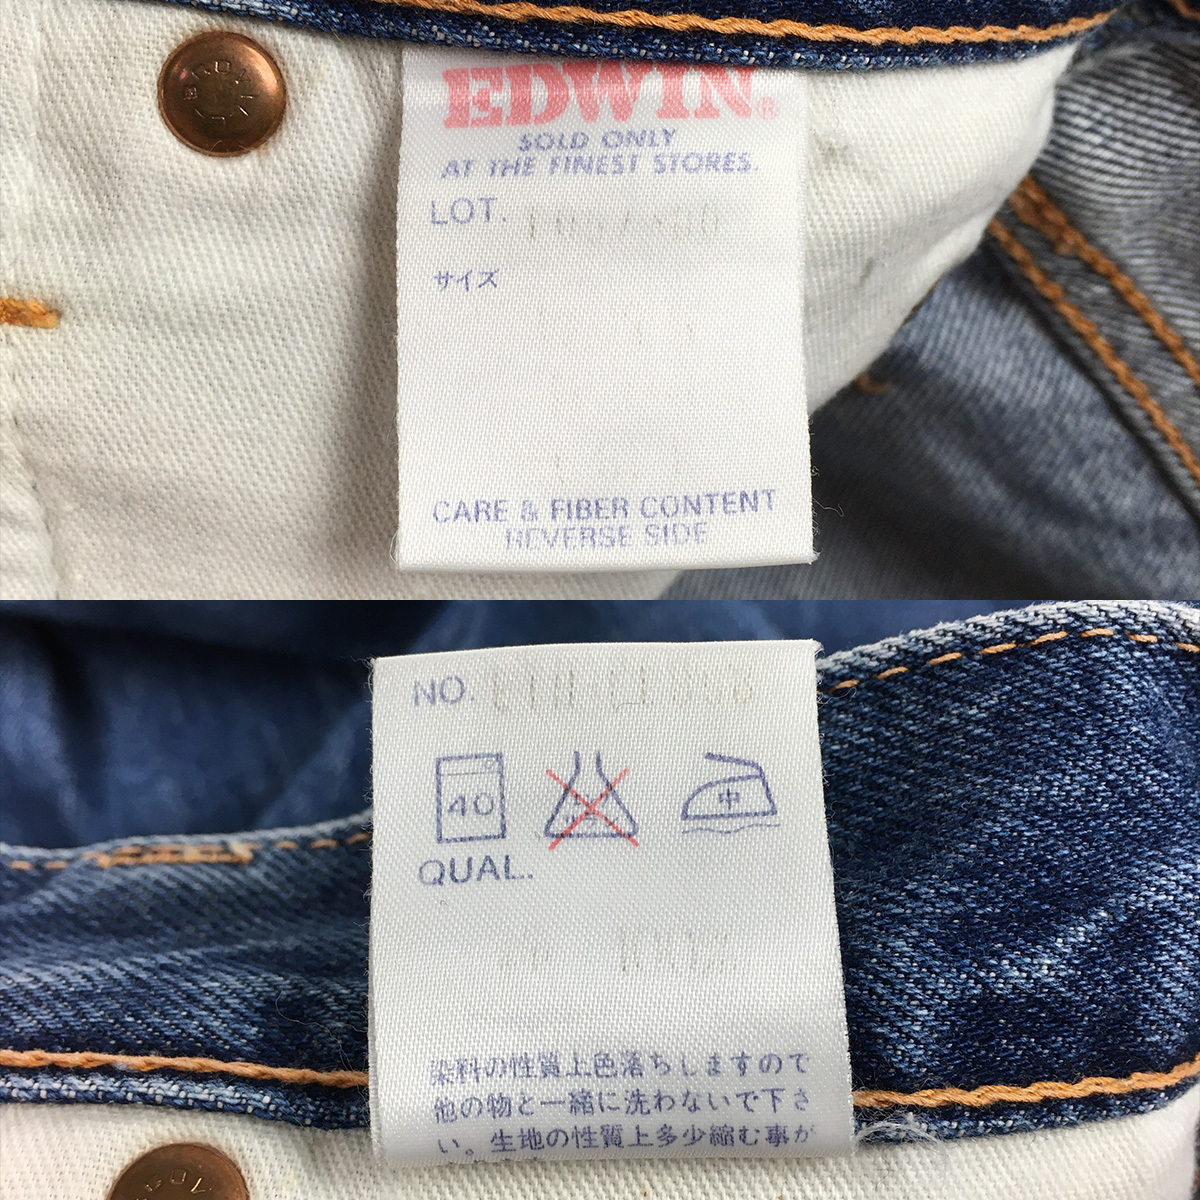 EDWIN®
SOLD ONLY
AT THE FINEST STORES.
LOT.
サイズ
CARE & FIBER CONTENT
REVERSE SIDE
NO.
40
中
QUAL.
100%
染料の性質上色落ちしますので
他の物と一緒に洗わないで下さ
い。生地の性質上多少縮む事が